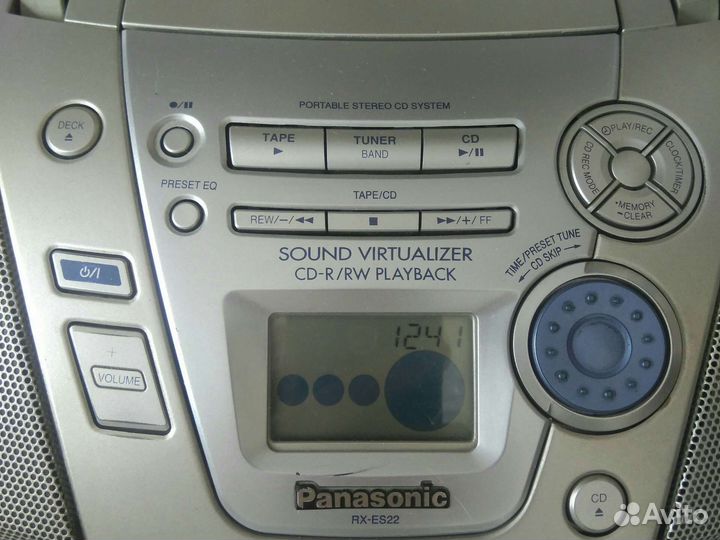 PORTABLE STEREO CD SYSTEM
DECK
TAPE
TUNER
BAND
CD
PLAY/REC
CLOCK/TIMER
CD REC MODE
•MEMORY
–CLEAR
PRESET EQ
TAPE/CD
REW/−/◀◀
▶▶/+/FF
SOUND VIRTUALIZER
CD-R/RW PLAYBACK
TIME/PRESET TUNE
CD SKIP
⏻/I
+
VOLUME
1241
Panasonic
RX-ES22
CD
Avito